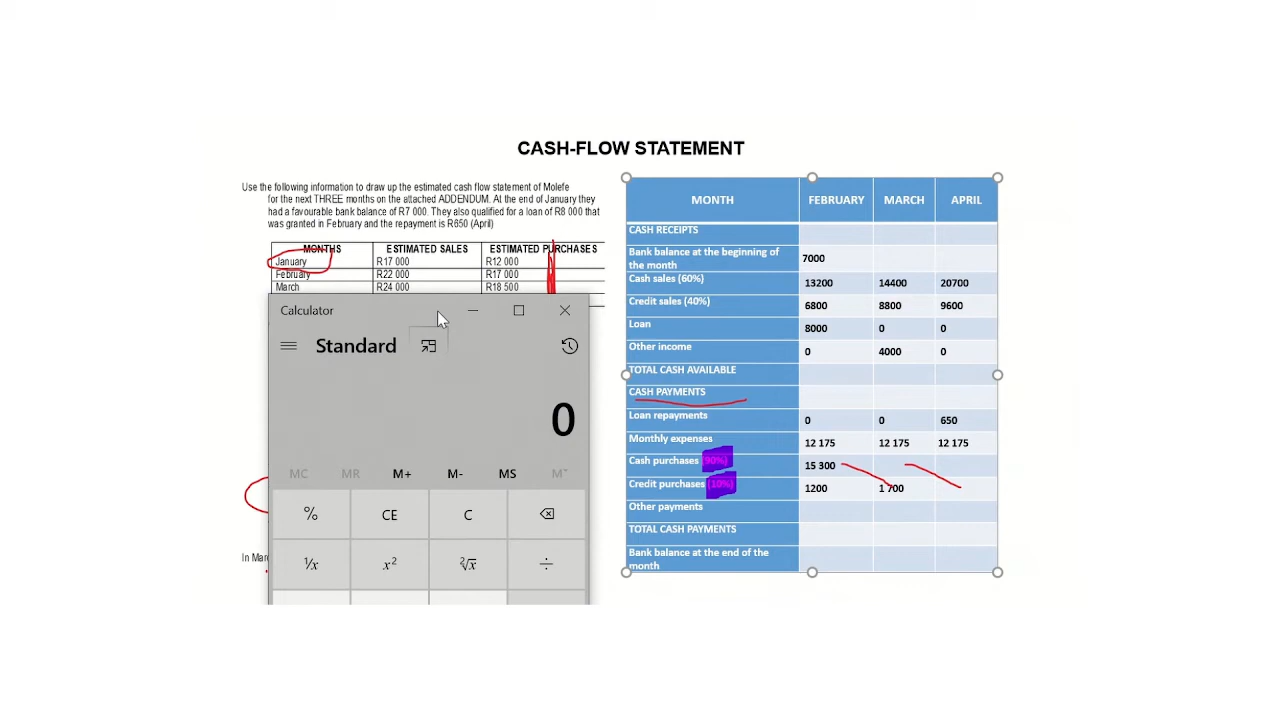 CASH-FLOW STATEMENT
Use the following information to draw up the estimated cash flow statement of Molefe
for the next THREE months on the attached ADDENDUM. At the end of January they
had a favourable bank balance of R7 000. They also qualified for a loan of R8 000 that
was granted in February and the repayment is R650 (April)
MONTHS ESTIMATED SALES ESTIMATED PURCHASES
January R17 000 R12 000
February R22 000 R17 000
March R24 000 R18 500
Calculator
Standard
0
MC MR M+ M- MS M˅
% CE C
¹/x x² ²√x ÷
In Mar
MONTH FEBRUARY MARCH APRIL
CASH RECEIPTS
Bank balance at the beginning of
the month 7000
Cash sales (60%) 13200 14400 20700
Credit sales (40%) 6800 8800 9600
Loan 8000 0 0
Other income 0 4000 0
TOTAL CASH AVAILABLE
CASH PAYMENTS
Loan repayments 0 0 650
Monthly expenses 12 175 12 175 12 175
Cash purchases (90%) 15 300
Credit purchases (10%) 1200 1 700
Other payments
TOTAL CASH PAYMENTS
Bank balance at the end of the
month